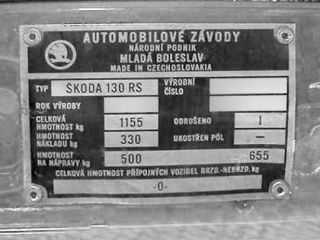 AUTOMOBILOVÉ ZÁVODY
NÁRODNÍ PODNIK
MLADÁ BOLESLAV
MADE IN CZECHOSLOVAKIA
TYP ŠKODA 130 RS VÝROBNÍ ČÍSLO
ROK VÝROBY
CELKOVÁ HMOTNOST kg 1155 ODRUŠENO 1
HMOTNOST NÁKLADU kg 330 UKOSTŘEN PÓL –
HMOTNOST NA NÁPRAVY kg 500 655
CELKOVÁ HMOTNOST PŘÍPOJNÝCH VOZIDEL BRZD.-NEBRZD. kg
-0-